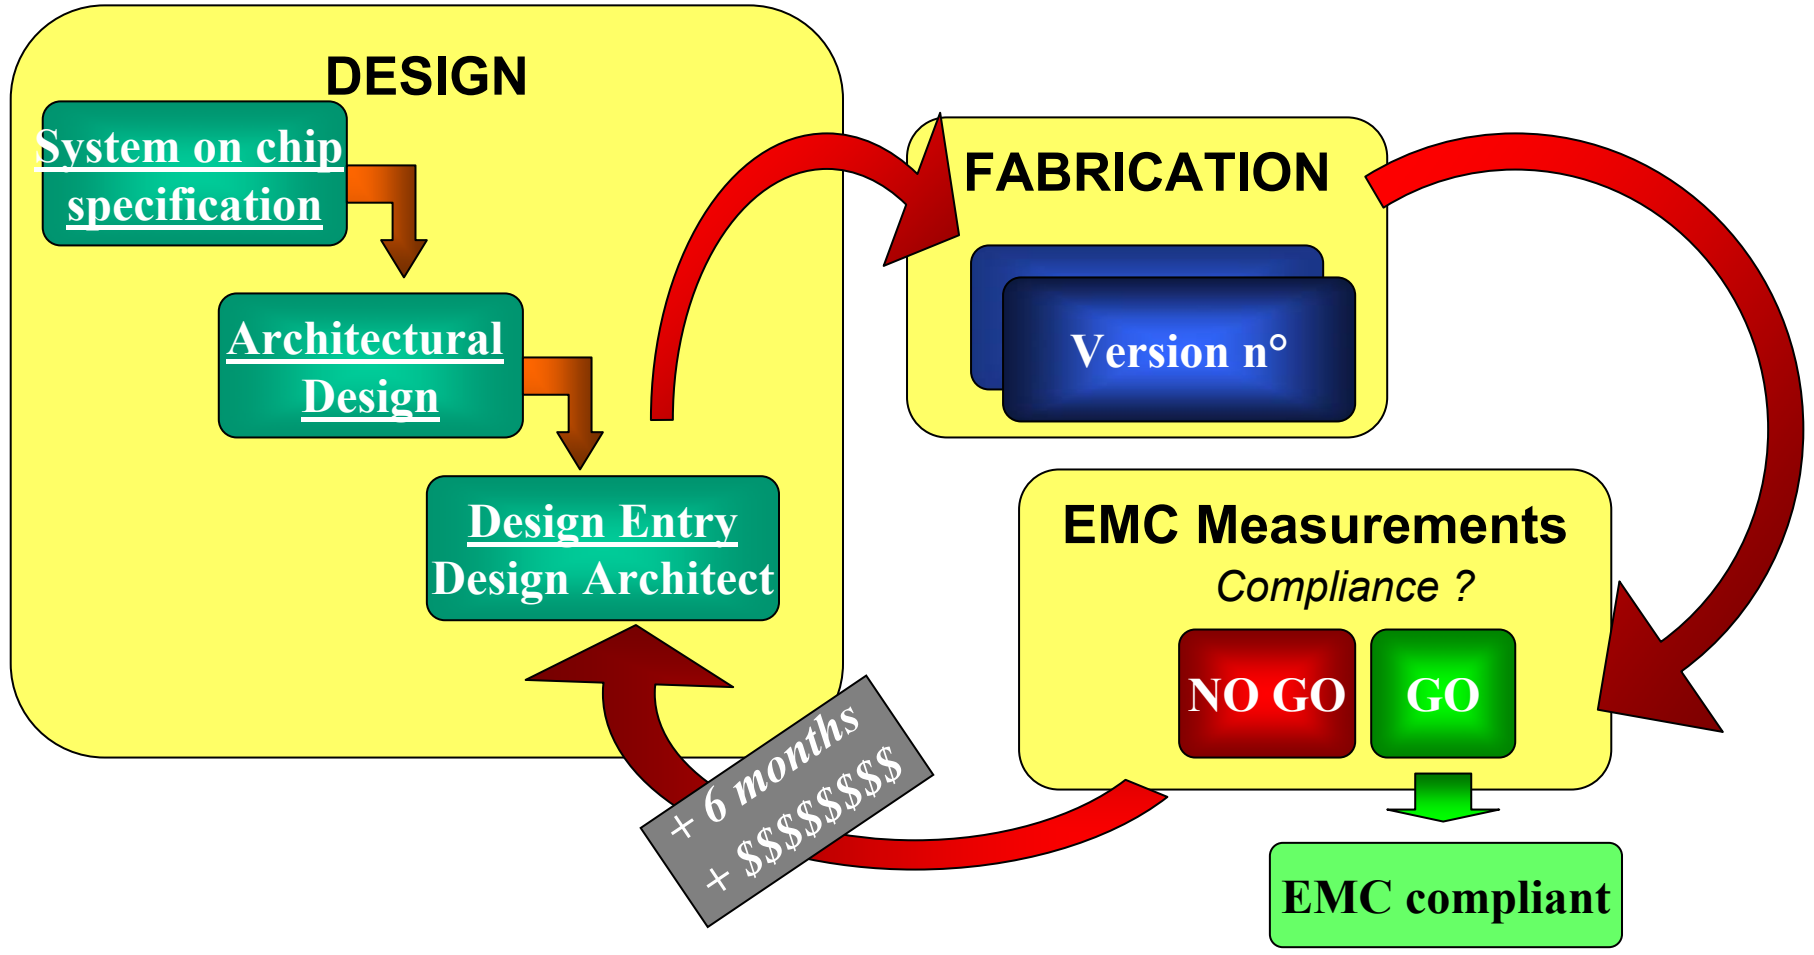 DESIGN
System on chip
specification
Architectural
Design
Design Entry
Design Architect
FABRICATION
Version n°
EMC Measurements
Compliance ?
NO GO
GO
+ 6 months
+ $$$$$$$$
EMC compliant